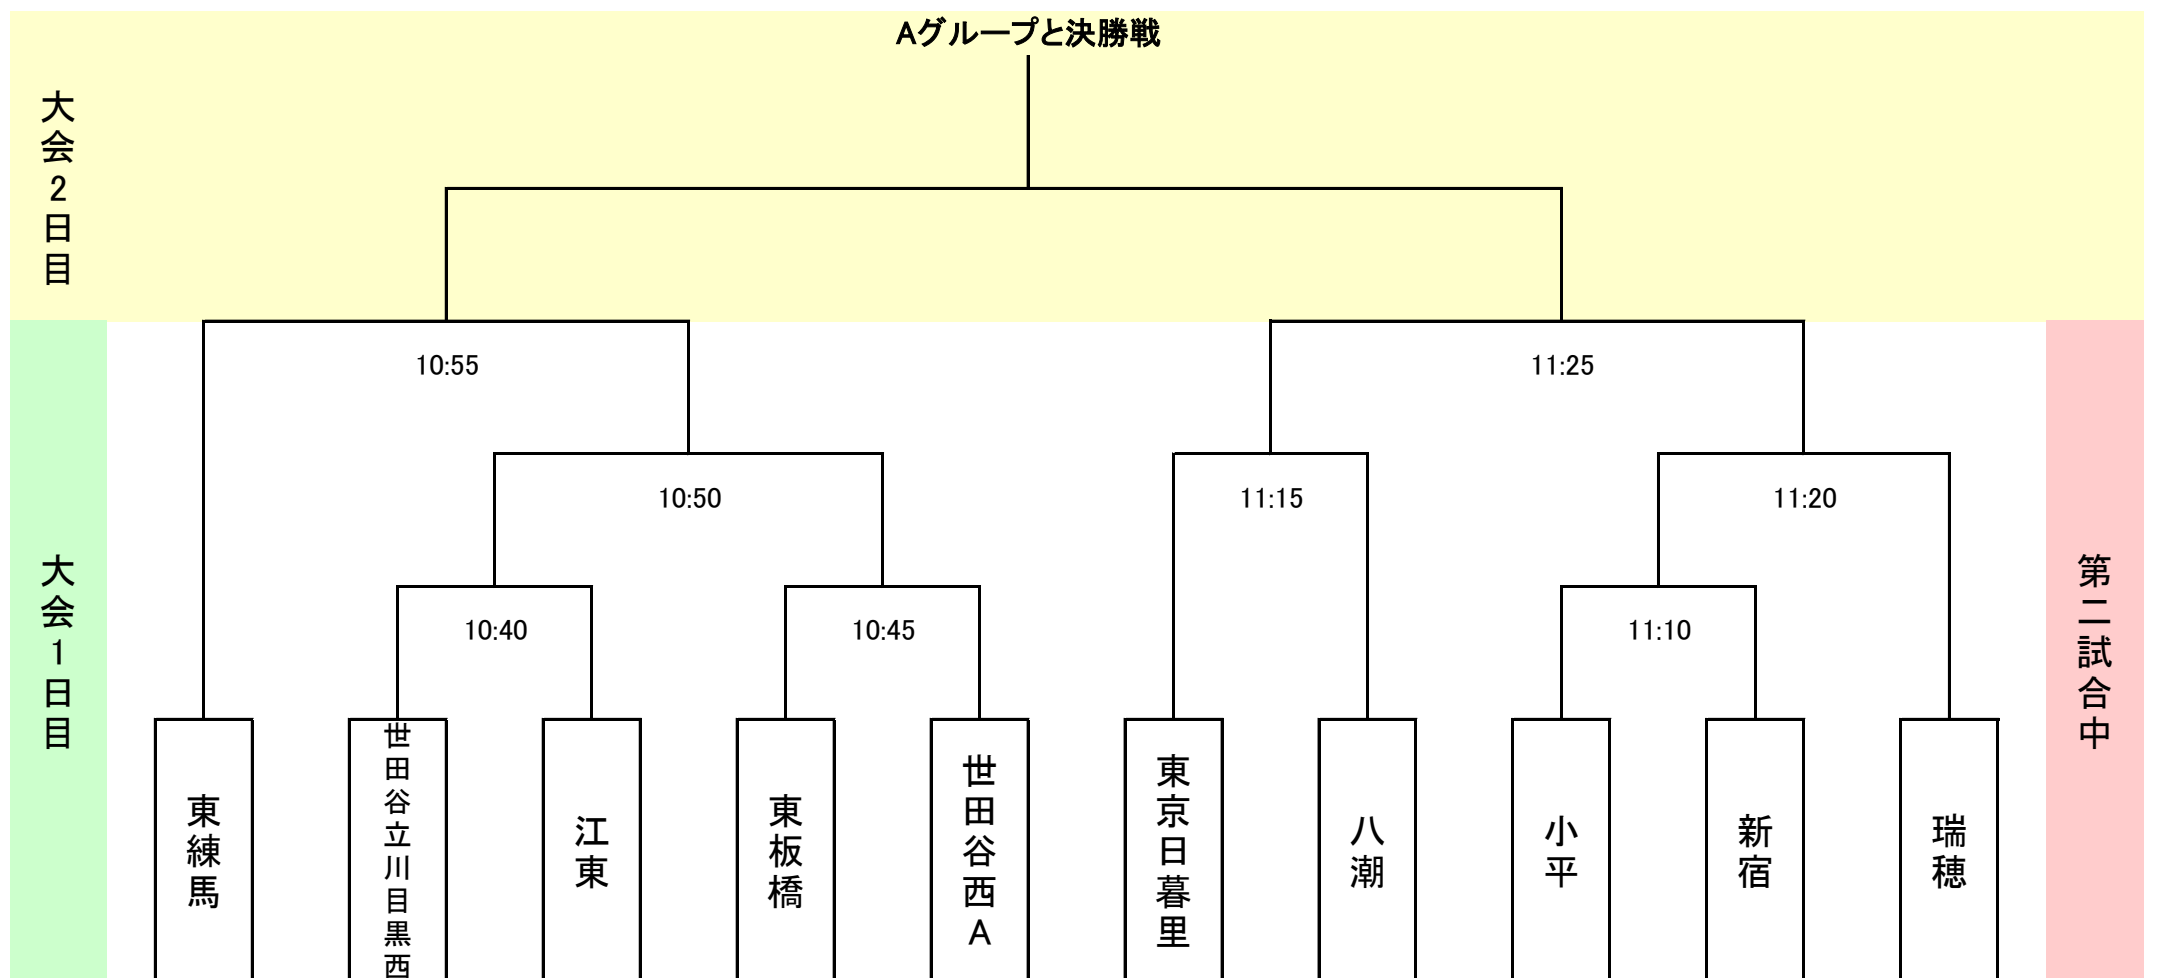 Aグループと決勝戦
大会2日目
10:55
11:25
10:50
11:15
11:20
大会1日目
第二試合中
10:40
10:45
11:10
東練馬
世田谷立川目黒西
江東
東板橋
世田谷西A
東京日暮里
八潮
小平
新宿
瑞穂